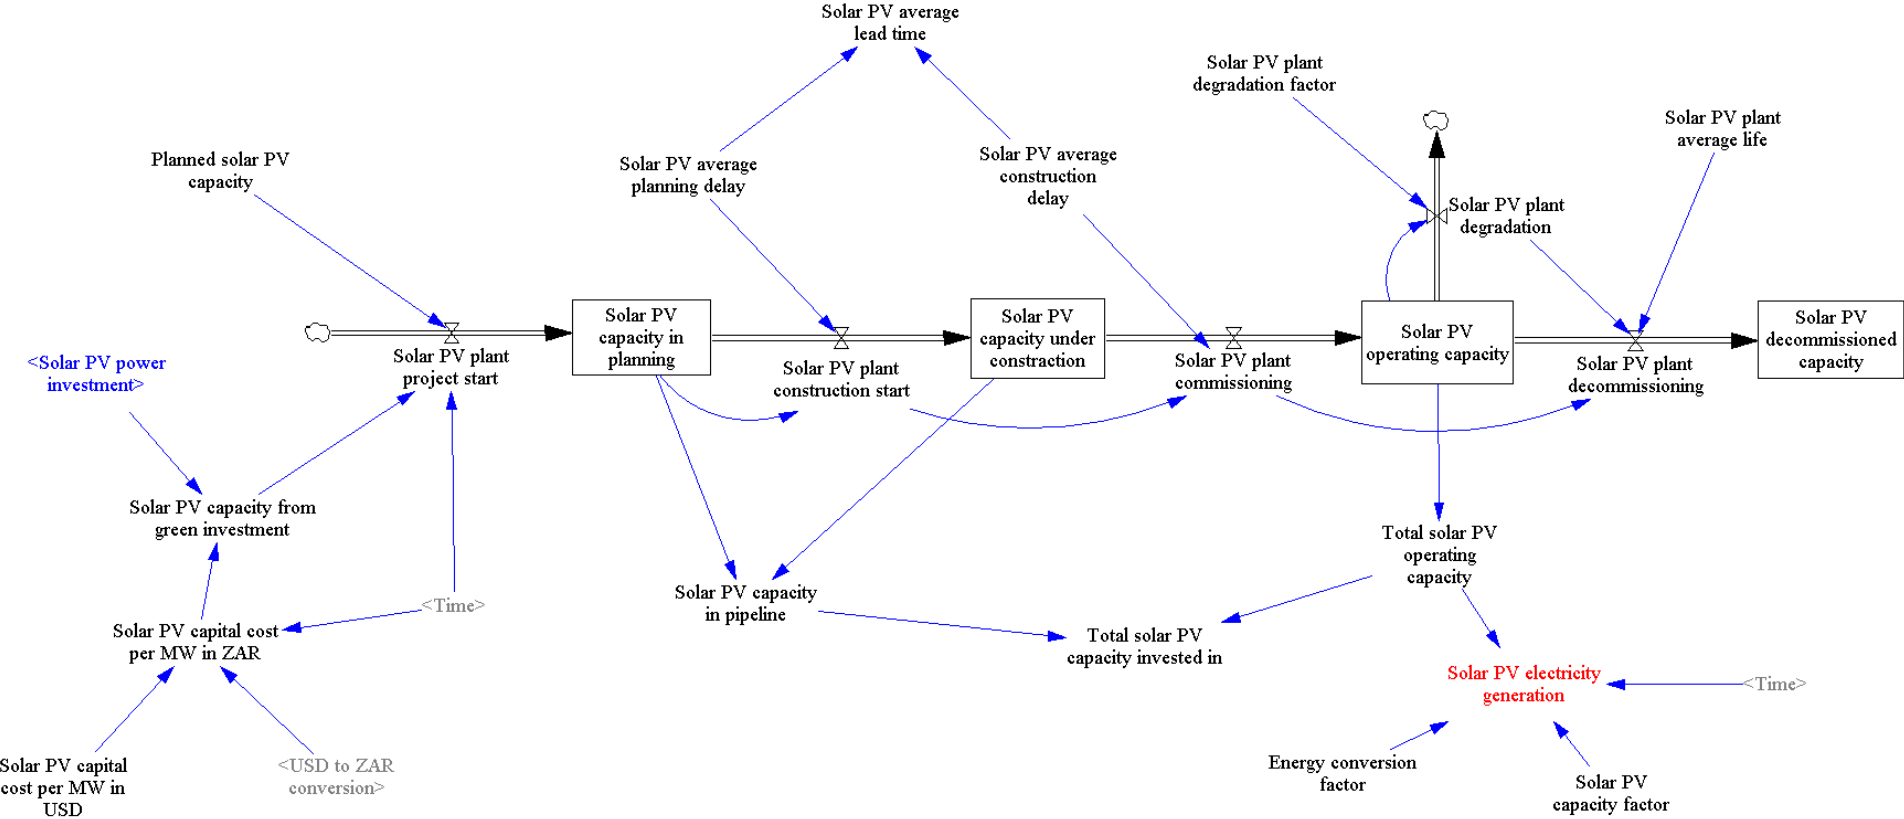 Solar PV average
lead time
Solar PV plant
degradation factor
Solar PV plant
average life
Planned solar PV
capacity
Solar PV average
planning delay
Solar PV average
construction
delay
Solar PV plant
degradation
Solar PV plant
project start
Solar PV
capacity in
planning
Solar PV plant
construction start
Solar PV
capacity under
constraction
Solar PV plant
commissioning
Solar PV
operating capacity
Solar PV plant
decommissioning
Solar PV
decommissioned
capacity
<Solar PV power
investment>
Solar PV capacity from
green investment
Total solar PV
operating
capacity
Solar PV capacity
in pipeline
<Time>
Solar PV capital cost
per MW in ZAR
Total solar PV
capacity invested in
Solar PV electricity
generation
<Time>
Solar PV capital
cost per MW in
USD
<USD to ZAR
conversion>
Energy conversion
factor
Solar PV
capacity factor